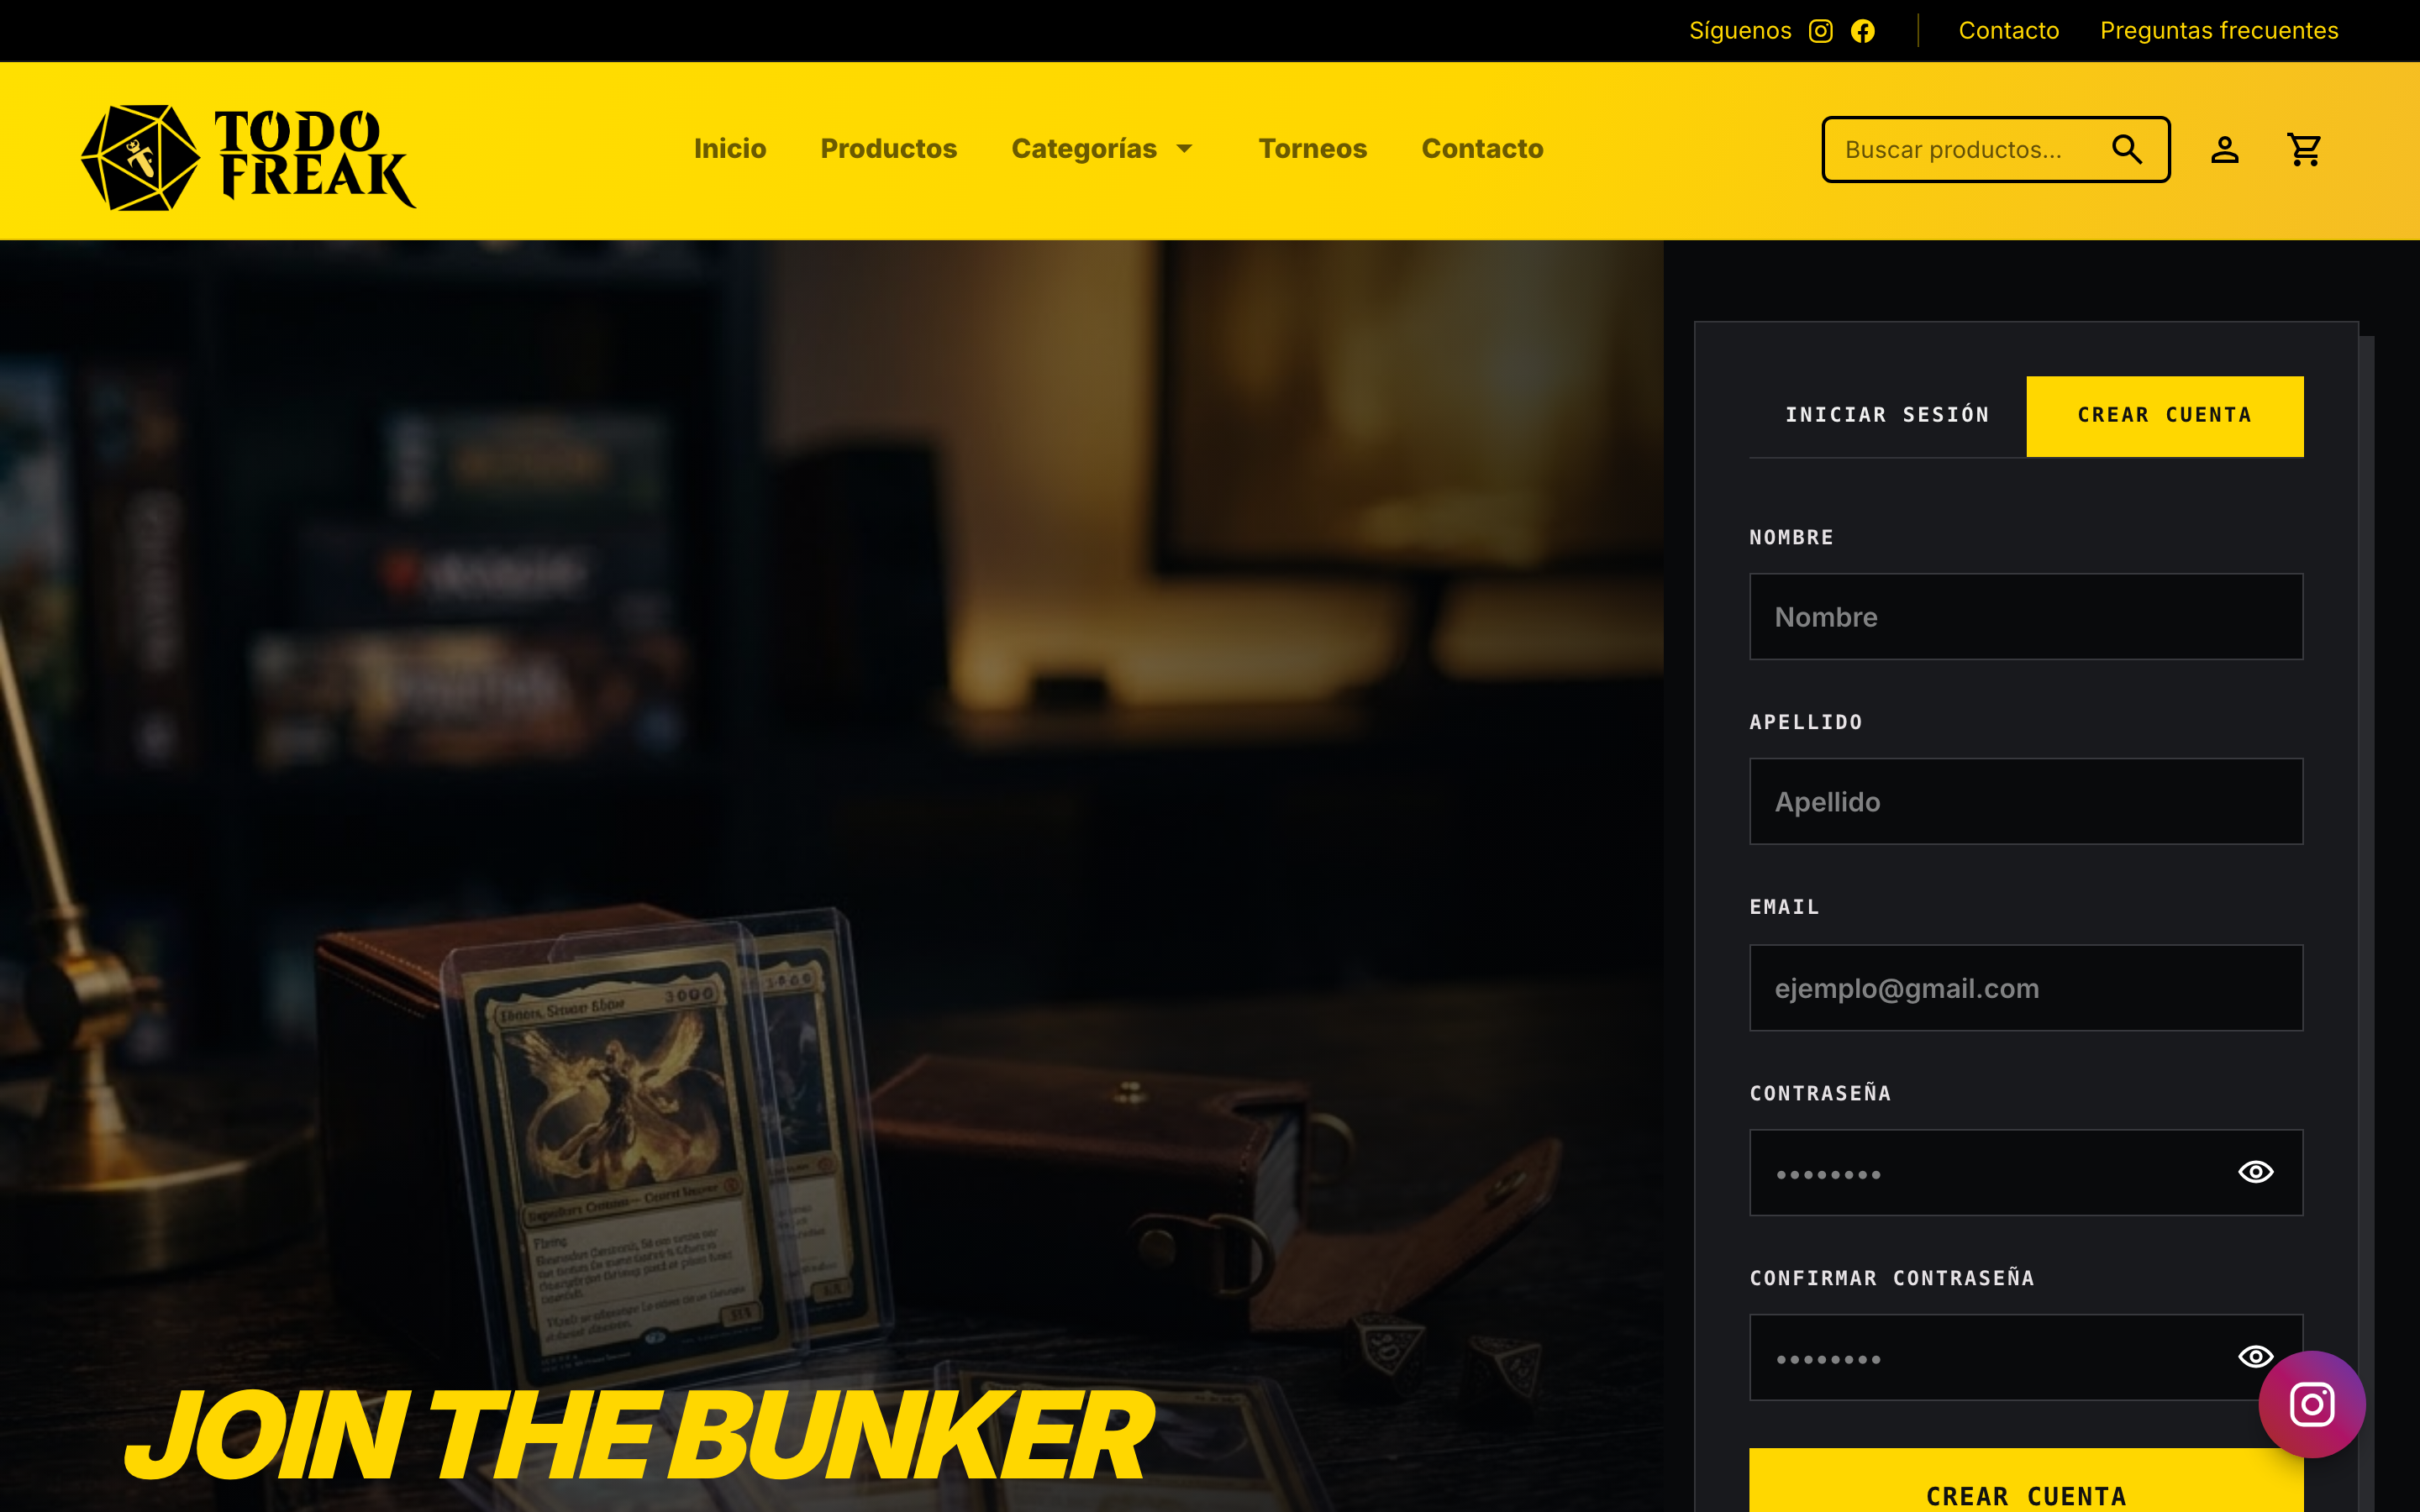 Síguenos
Contacto
Preguntas frecuentes
TODO
FREAK
Inicio
Productos
Categorías
Torneos
Contacto
Buscar productos...
INICIAR SESIÓN
CREAR CUENTA
NOMBRE
Nombre
APELLIDO
Apellido
EMAIL
ejemplo@gmail.com
CONTRASEÑA
••••••••
CONFIRMAR CONTRASEÑA
••••••••
CREAR CUENTA
JOIN THE BUNKER